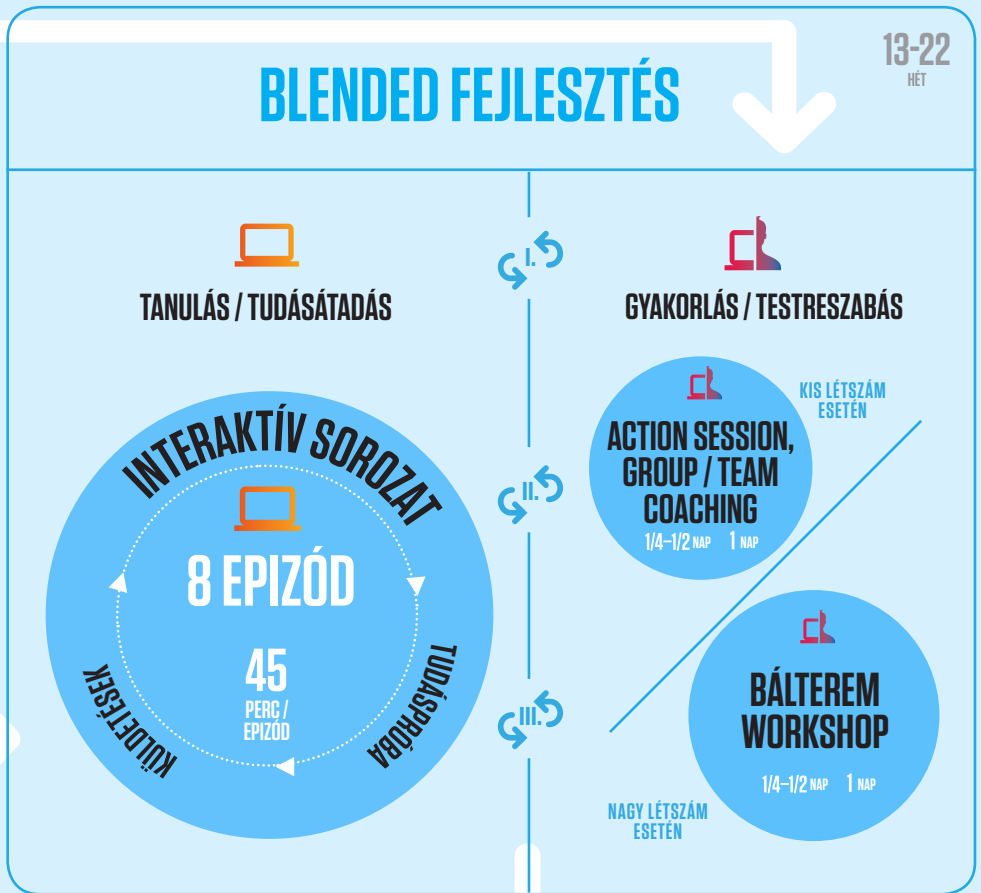 13-22
HÉT
BLENDED FEJLESZTÉS
TANULÁS / TUDÁSÁTADÁS
INTERAKTÍV SOROZAT
8 EPIZÓD
45
PERC /
EPIZÓD
TUDÁSPRÓBA
KÜLDETÉSEK
I.
II.
III.
GYAKORLÁS / TESTRESZABÁS
KIS LÉTSZÁM
ESETÉN
ACTION SESSION,
GROUP / TEAM
COACHING
1/4–1/2 NAP 1 NAP
BÁLTEREM
WORKSHOP
1/4–1/2 NAP 1 NAP
NAGY LÉTSZÁM
ESETÉN